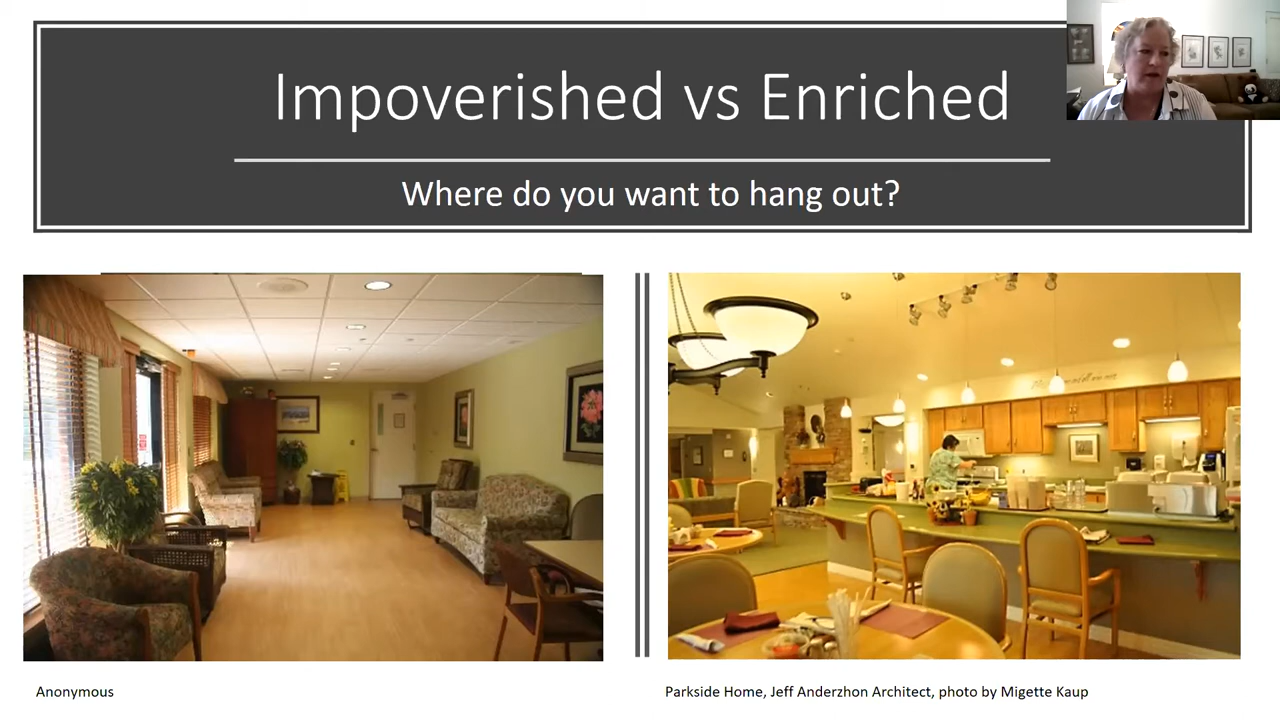 Impoverished vs Enriched
Where do you want to hang out?
Anonymous
Parkside Home, Jeff Anderzhon Architect, photo by Migette Kaup